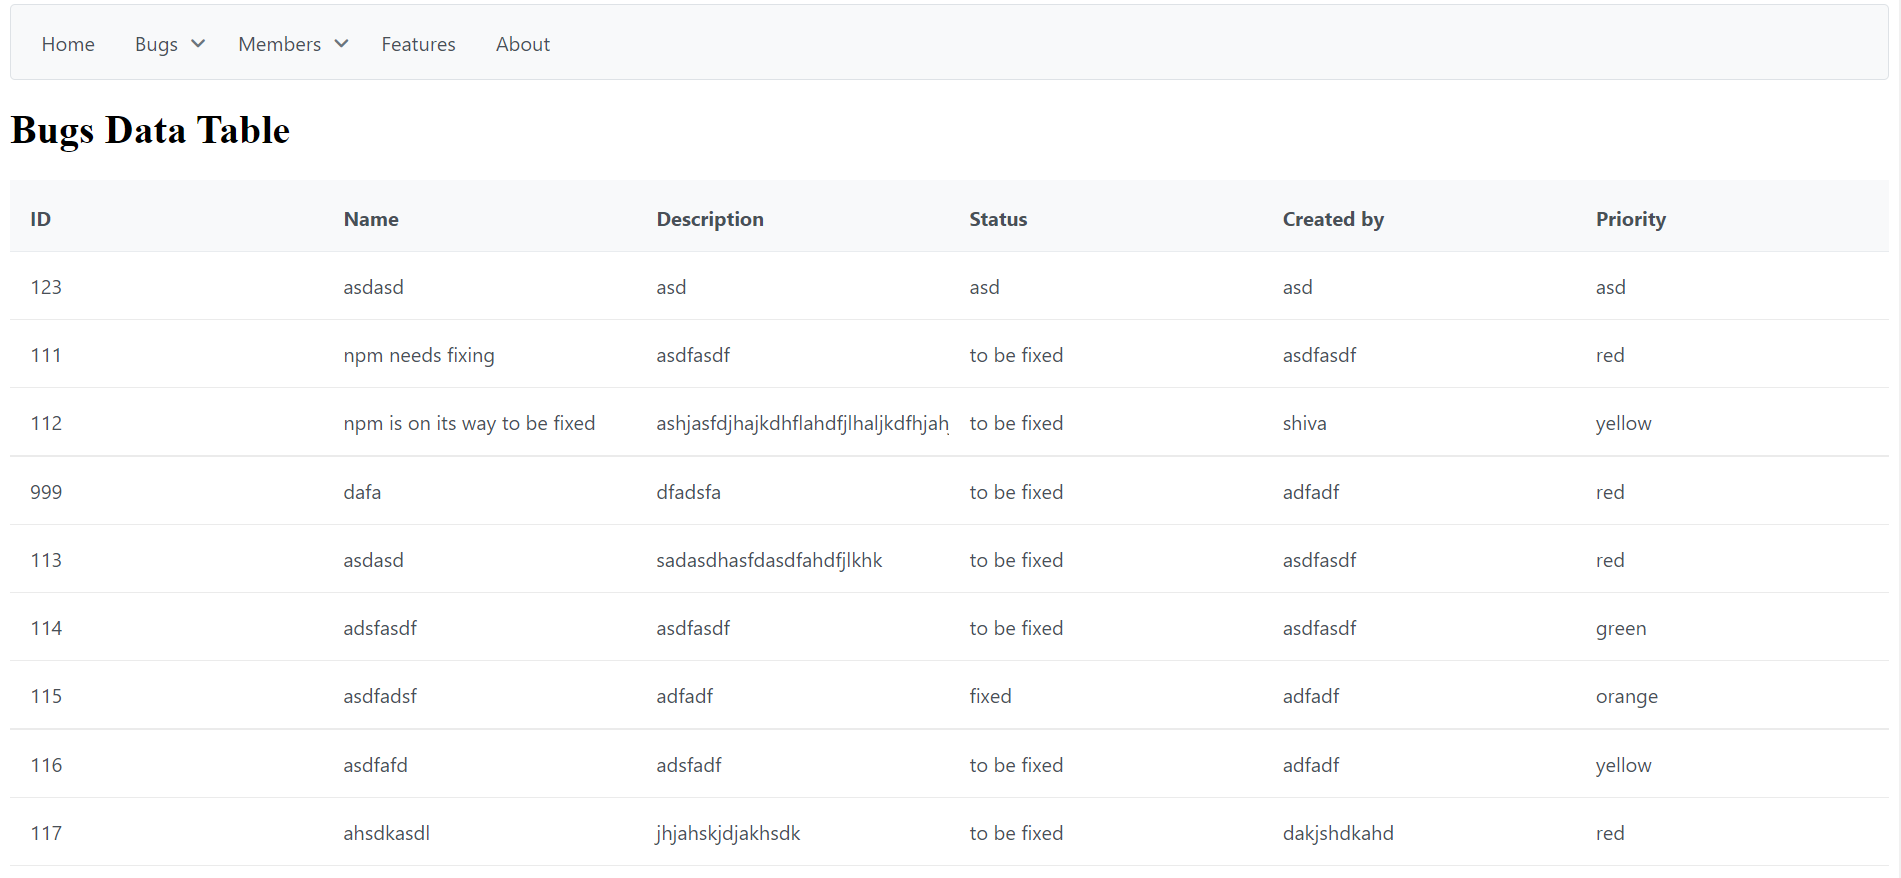 Home Bugs Members Features About
Bugs Data Table
ID Name Description Status Created by Priority
123 asdasd asd asd asd asd
111 npm needs fixing asdfasdf to be fixed asdfasdf red
112 npm is on its way to be fixed ashjasfdjhajkdhflahdfjlhaljkdfhjah to be fixed shiva yellow
999 dafa dfadsfa to be fixed adfadf red
113 asdasd sadasdhasfdasdfahdfjlkhk to be fixed asdfasdf red
114 adsfasdf asdfasdf to be fixed asdfasdf green
115 asdfadsf adfadf fixed adfadf orange
116 asdfafd adsfadf to be fixed adfadf yellow
117 ahsdkasdl jhjahskjdjakhsdk to be fixed dakjshdkahd red